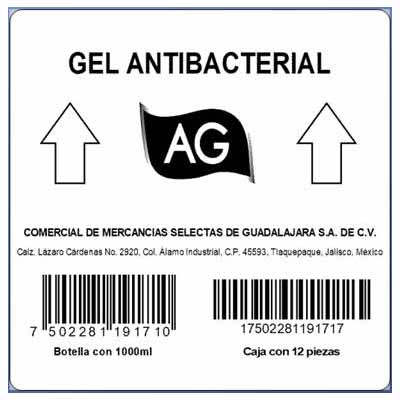 GEL ANTIBACTERIAL
AG
COMERCIAL DE MERCANCIAS SELECTAS DE GUADALAJARA S.A. DE C.V.
Calz. Lázaro Cárdenas No. 2920, Col. Álamo Industrial, C.P. 45593, Tlaquepaque, Jalisco, México
7 502281 191710
Botella con 1000ml
17502281191717
Caja con 12 piezas